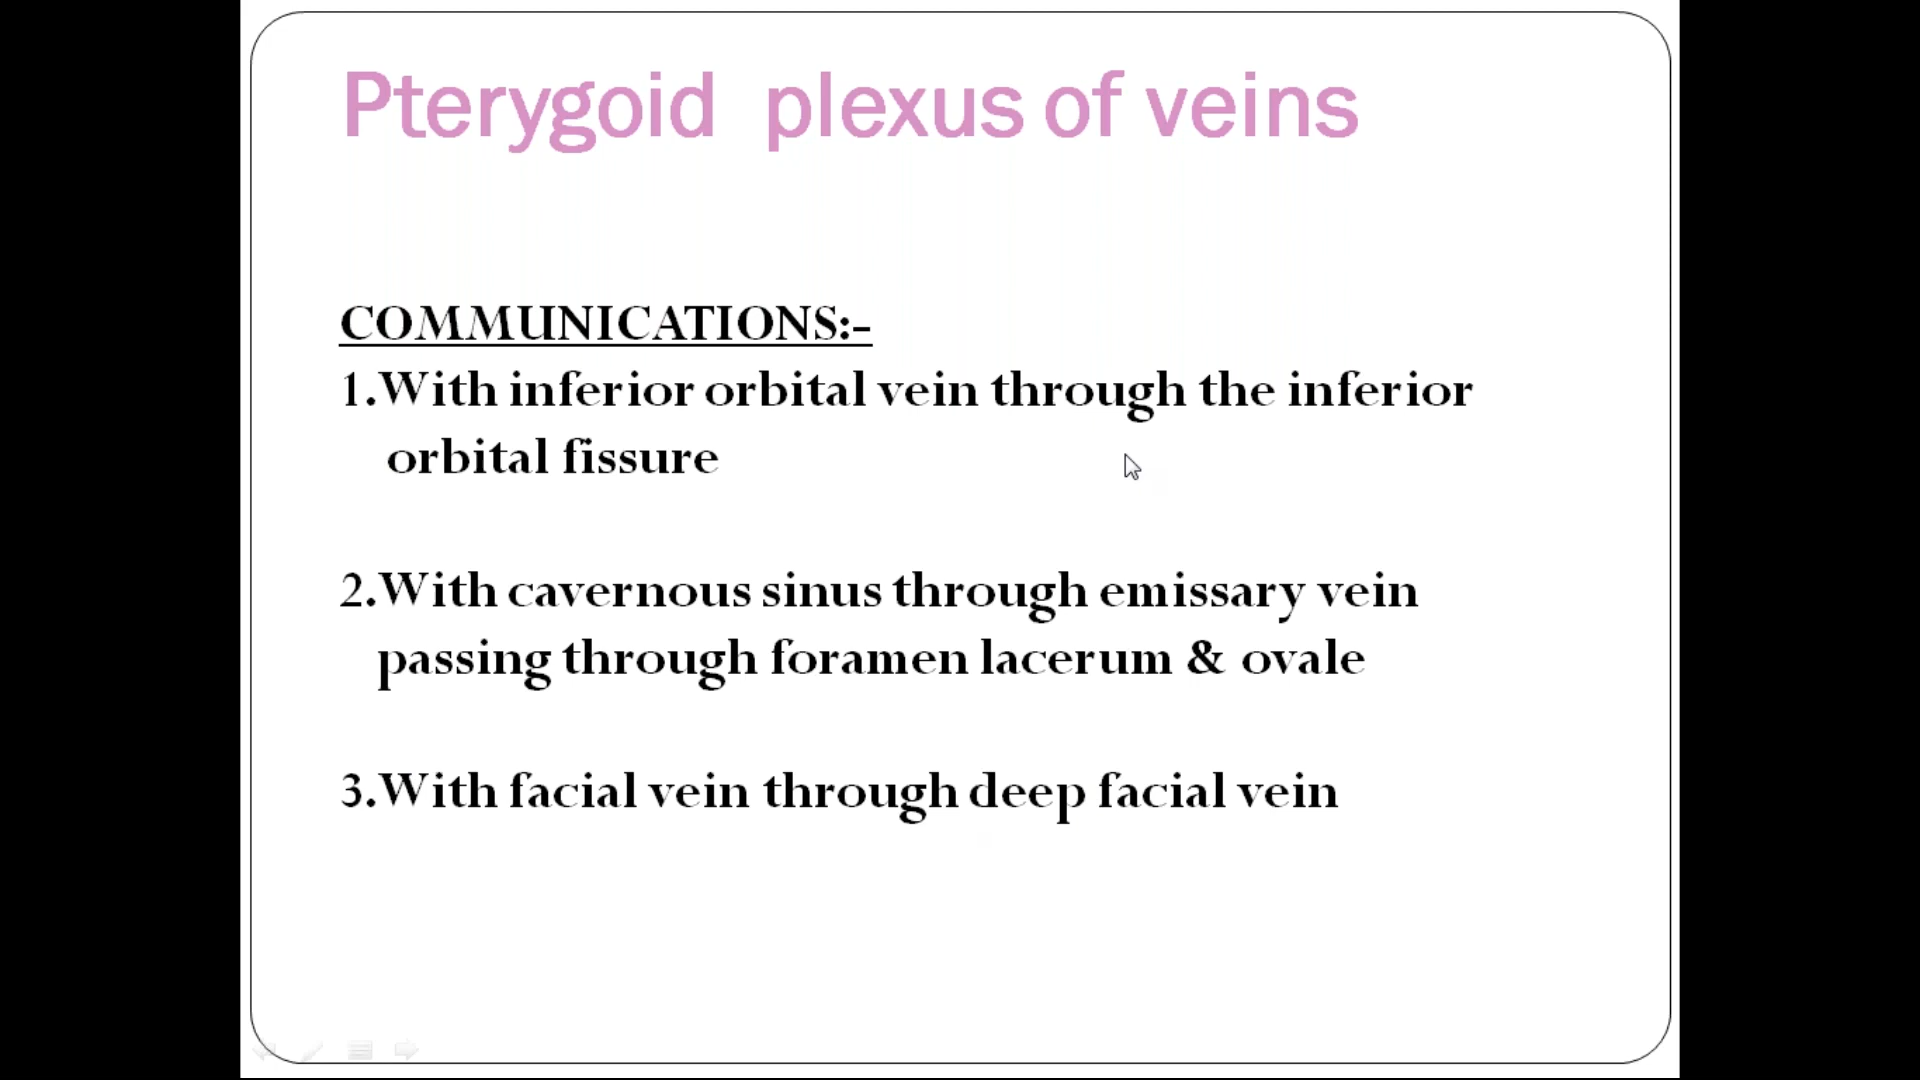 Pterygoid plexus of veins
COMMUNICATIONS:-
1.With inferior orbital vein through the inferior
orbital fissure
2.With cavernous sinus through emissary vein
passing through foramen lacerum & ovale
3.With facial vein through deep facial vein